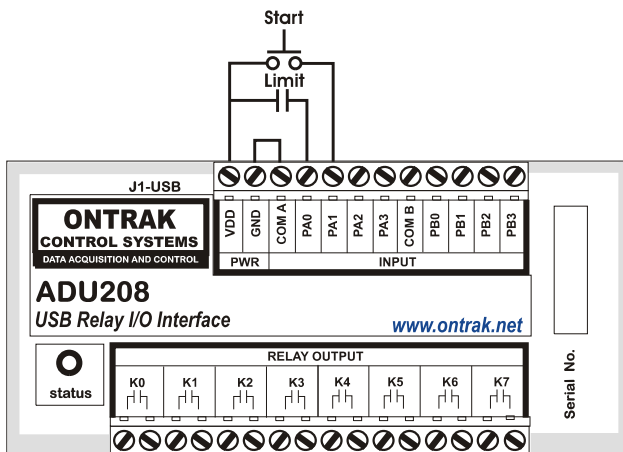 Start
Limit
J1-USB
ONTRAK
CONTROL SYSTEMS
DATA ACQUISITION AND CONTROL
VDD GND COM A PA0 PA1 PA2 PA3 COM B PB0 PB1 PB2 PB3
PWR INPUT
ADU208
USB Relay I/O Interface
www.ontrak.net
status
RELAY OUTPUT
K0 K1 K2 K3 K4 K5 K6 K7
Serial No.